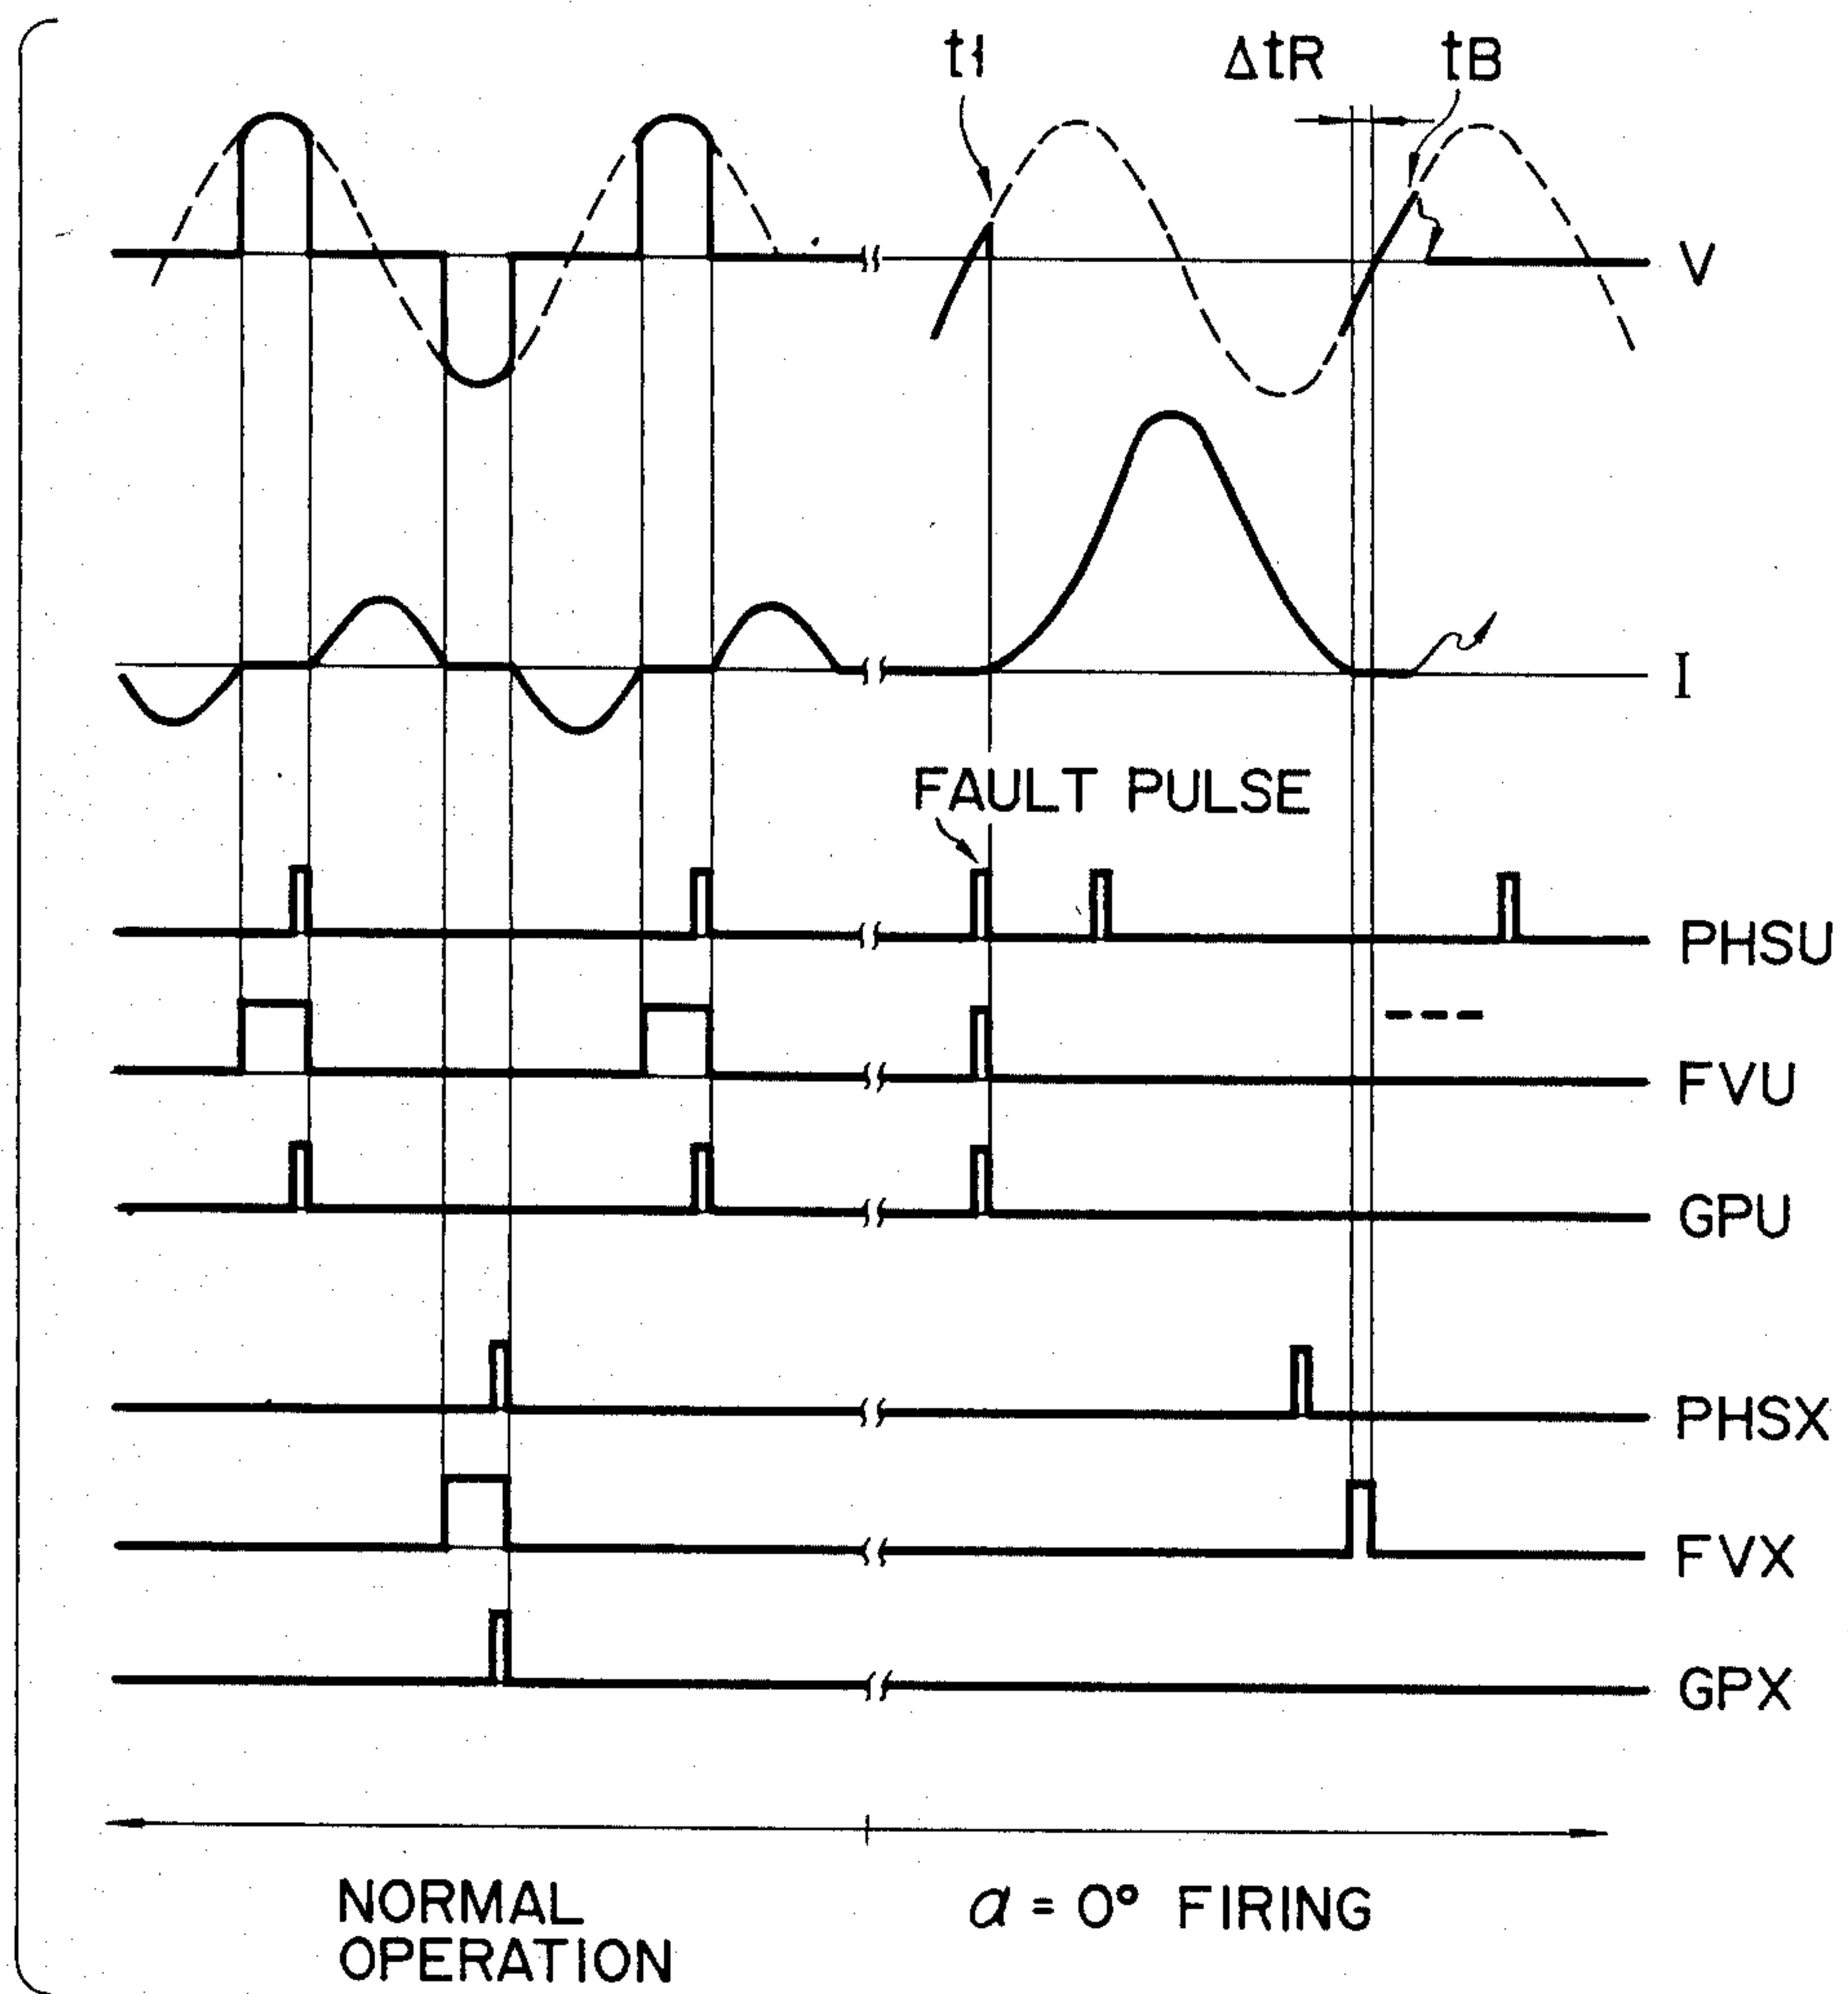 t1
ΔtR
tB
V
I
FAULT PULSE
PHSU
FVU
GPU
PHSX
FVX
GPX
NORMAL
OPERATION
α = 0° FIRING